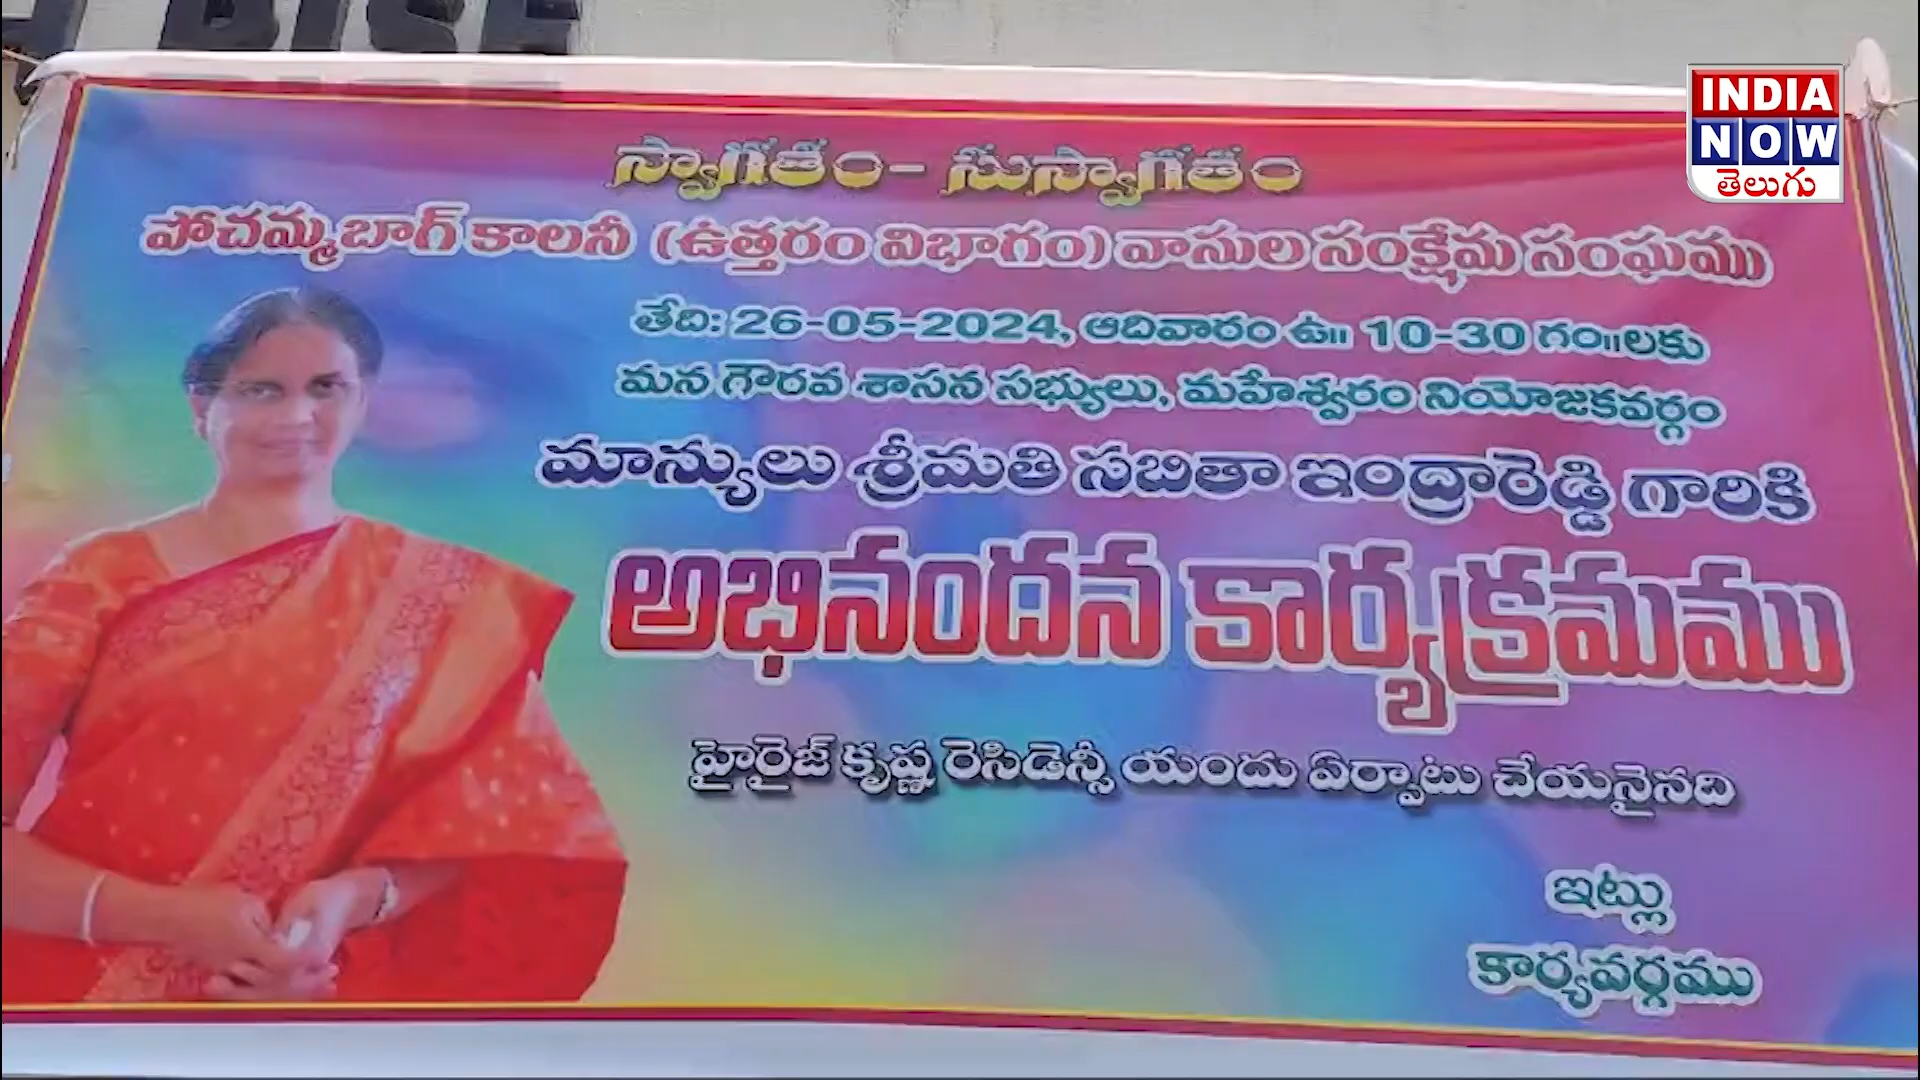 BISE
INDIA
NOW
తెలుగు
స్వాగతం- సుస్వాగతం
పోచమ్మబాగ్ కాలనీ (ఉత్తరం విభాగం) వాసుల సంక్షేమ సంఘము
తేది: 26-05-2024, ఆదివారం ఉ॥ 10-30 గం॥లకు
మన గౌరవ శాసన సభ్యులు, మహేశ్వరం నియోజకవర్గం
మాన్యులు శ్రీమతి సబితా ఇంద్రారెడ్డి గారికి
అభినందన కార్యక్రమము
హైరైజ్ కృష్ణ రెసిడెన్సీ యందు ఏర్పాటు చేయనైనది
ఇట్లు
కార్యవర్గము